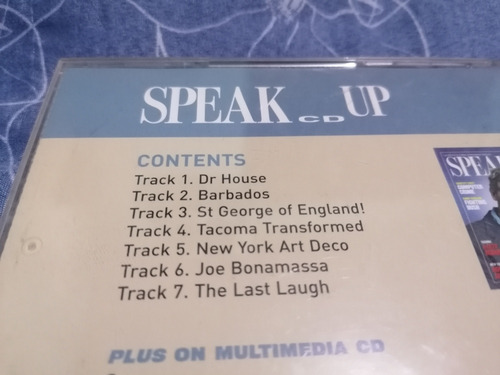 SPEAK CD UP
CONTENTS
Track 1. Dr House
Track 2. Barbados
Track 3. St George of England!
Track 4. Tacoma Transformed
Track 5. New York Art Deco
Track 6. Joe Bonamassa
Track 7. The Last Laugh
PLUS ON MULTIMEDIA CD
SPEA